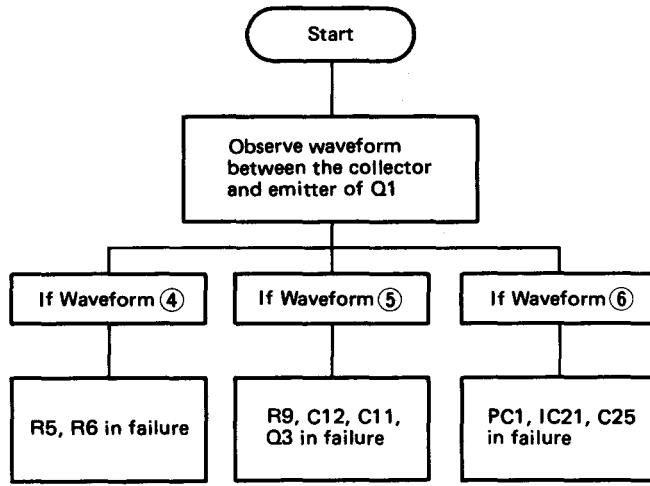 Start
Observe waveform
between the collector
and emitter of Q1
If Waveform ④
If Waveform ⑤
If Waveform ⑥
R5, R6 in failure
R9, C12, C11,
Q3 in failure
PC1, IC21, C25
in failure